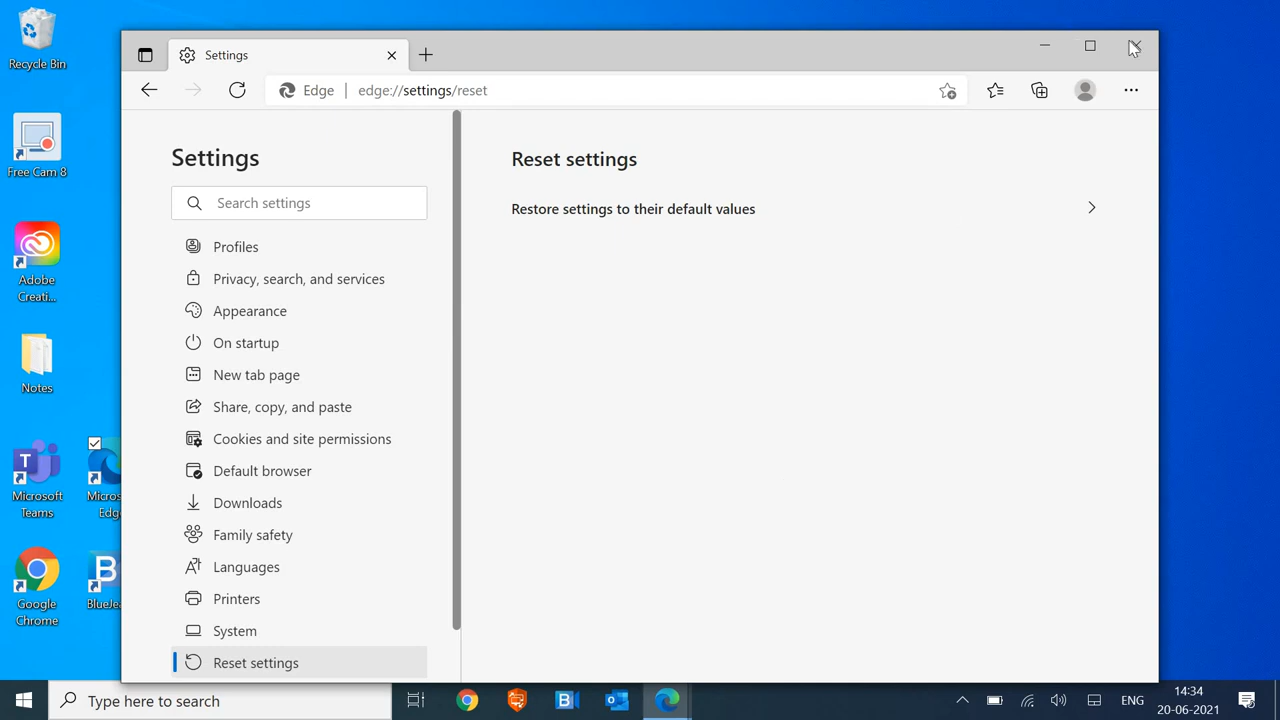 Recycle Bin
Free Cam 8
Adobe
Creati...
Notes
Microsoft
Teams
Google
Chrome
Settings
Edge
edge://settings/reset
Settings
Search settings
Profiles
Privacy, search, and services
Appearance
On startup
New tab page
Share, copy, and paste
Cookies and site permissions
Default browser
Downloads
Family safety
Languages
Printers
System
Reset settings
Reset settings
Restore settings to their default values
Type here to search
ENG
14:34
20-06-2021